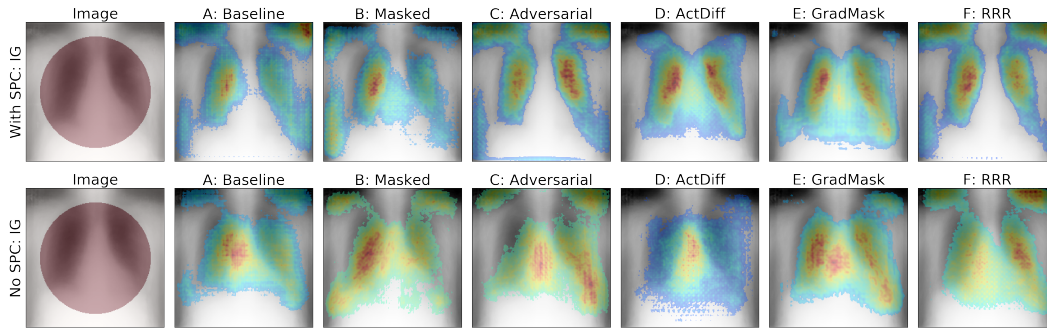 Image A: Baseline B: Masked C: Adversarial D: ActDiff E: GradMask F: RRR
With SPC: IG
Image A: Baseline B: Masked C: Adversarial D: ActDiff E: GradMask F: RRR
No SPC: IG